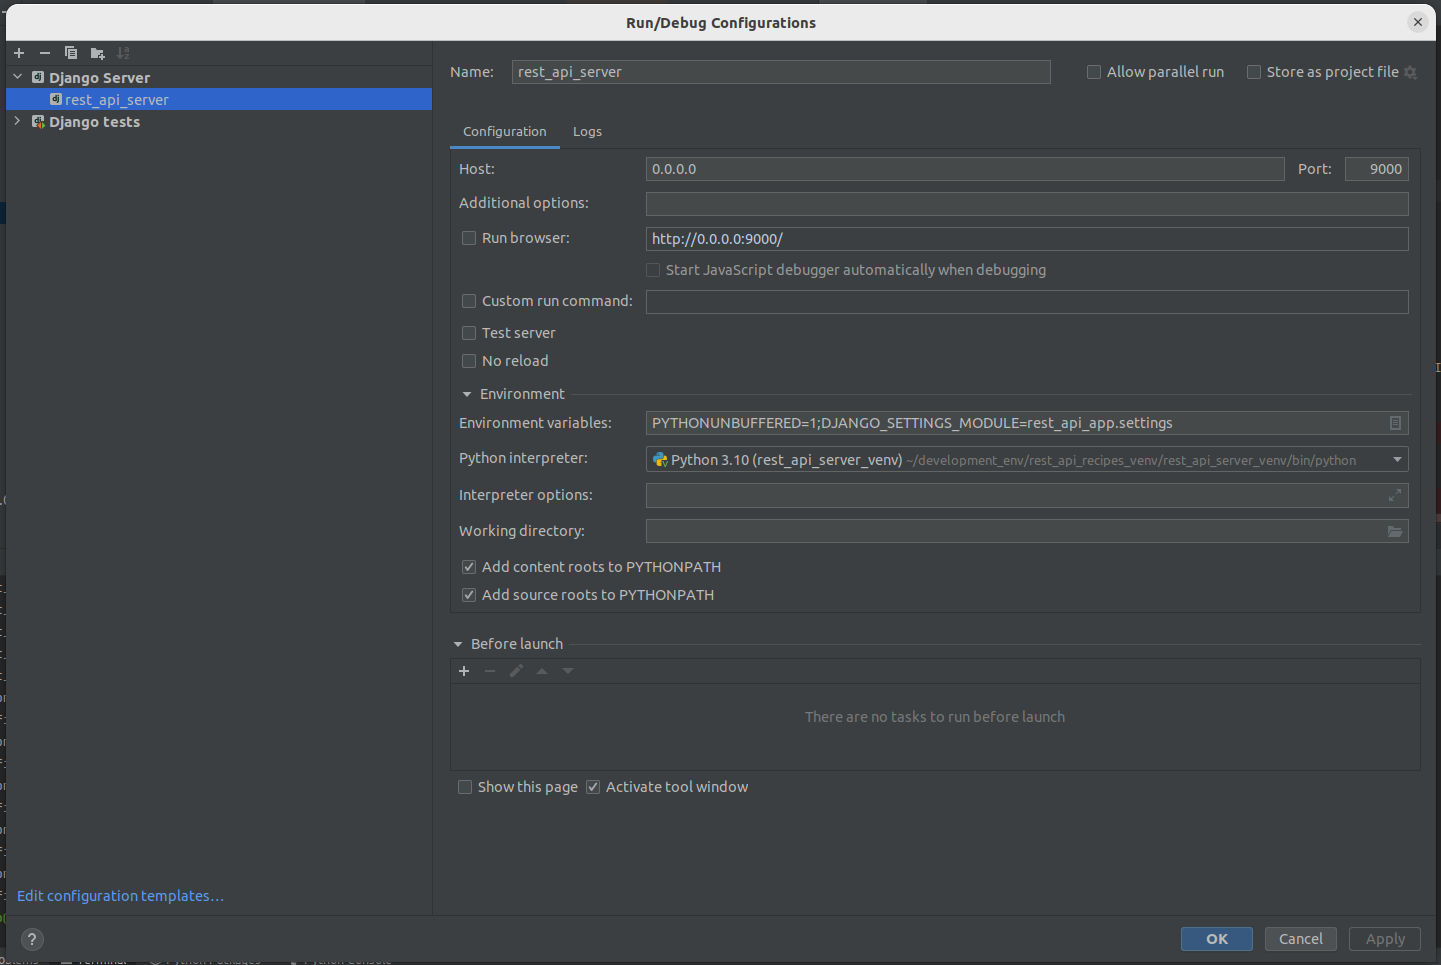 Run/Debug Configurations
Django Server
rest_api_server
Django tests
Name: rest_api_server Allow parallel run Store as project file
Configuration Logs
Host: 0.0.0.0 Port: 9000
Additional options:
Run browser: http://0.0.0.0:9000/
Start JavaScript debugger automatically when debugging
Custom run command:
Test server
No reload
Environment
Environment variables: PYTHONUNBUFFERED=1;DJANGO_SETTINGS_MODULE=rest_api_app.settings
Python interpreter: Python 3.10 (rest_api_server_venv) ~/development_env/rest_api_recipes_venv/rest_api_server_venv/bin/python
Interpreter options:
Working directory:
Add content roots to PYTHONPATH
Add source roots to PYTHONPATH
Before launch
There are no tasks to run before launch
Show this page Activate tool window
Edit configuration templates...
? OK Cancel Apply